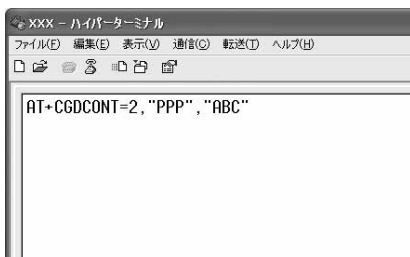 XXX - ハイパーターミナル
ファイル(F) 編集(E) 表示(V) 通信(C) 転送(T) ヘルプ(H)
AT+CGDCONT=2,"PPP","ABC"